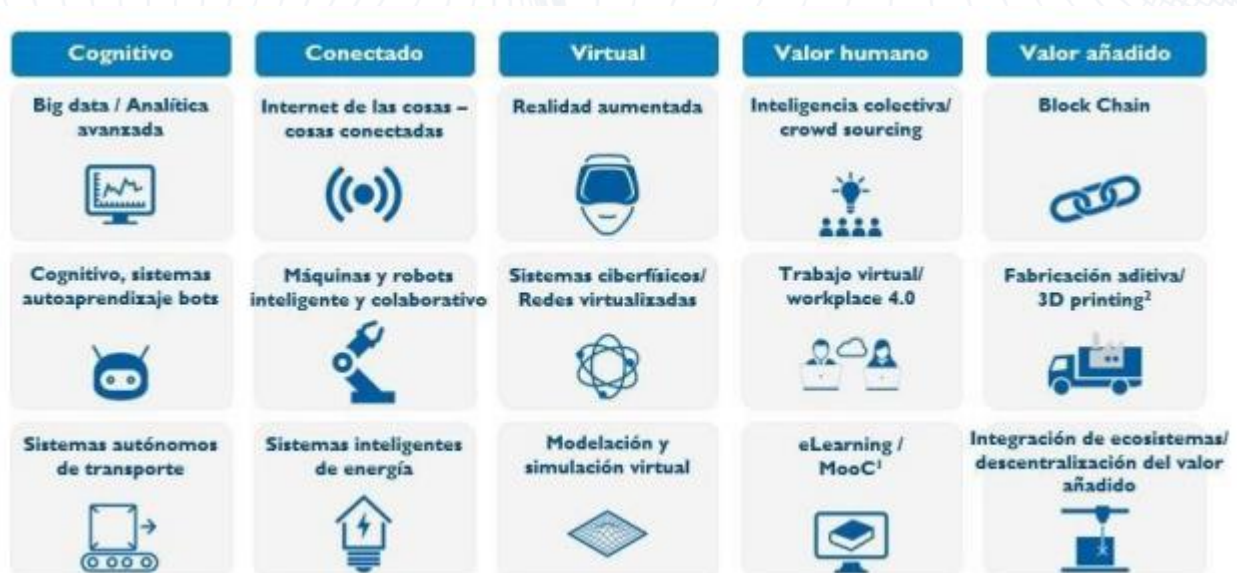 Cognitivo
Conectado
Virtual
Valor humano
Valor añadido
Big data / Analítica
avanzada
Internet de las cosas –
cosas conectadas
Realidad aumentada
Inteligencia colectiva/
crowd sourcing
Block Chain
Cognitivo, sistemas
autoaprendizaje bots
Máquinas y robots
inteligente y colaborativo
Sistemas ciberfísicos/
Redes virtualizadas
Trabajo virtual/
workplace 4.0
Fabricación aditiva/
3D printing²
Sistemas autónomos
de transporte
Sistemas inteligentes
de energía
Modelación y
simulación virtual
eLearning /
MooC¹
Integración de ecosistemas/
descentralización del valor
añadido